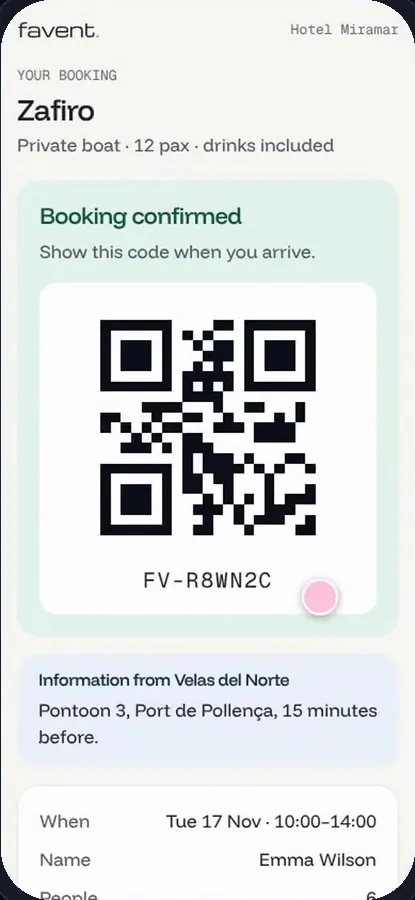 favent.
Hotel Miramar
YOUR BOOKING
Zafiro
Private boat · 12 pax · drinks included
Booking confirmed
Show this code when you arrive.
FV-R8WN2C
Information from Velas del Norte
Pontoon 3, Port de Pollença, 15 minutes
before.
When Tue 17 Nov · 10:00–14:00
Name Emma Wilson
People 6